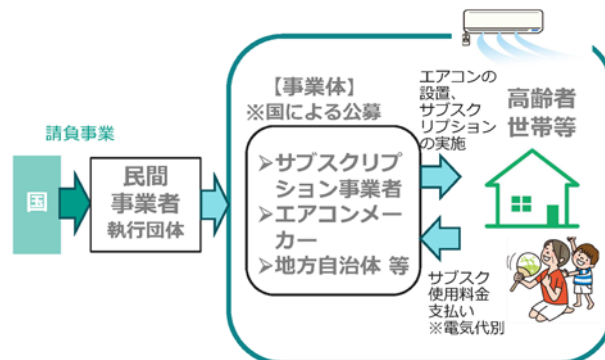 請負事業
国
民間
事業者
執行団体
【事業体】
※国による公募
➢サブスクリプ
ション事業者
➢エアコンメー
カー
➢地方自治体 等
エアコンの
設置、
サブスク
リプション
の実施
高齢者
世帯等
サブスク
使用料金
支払い
※電気代別